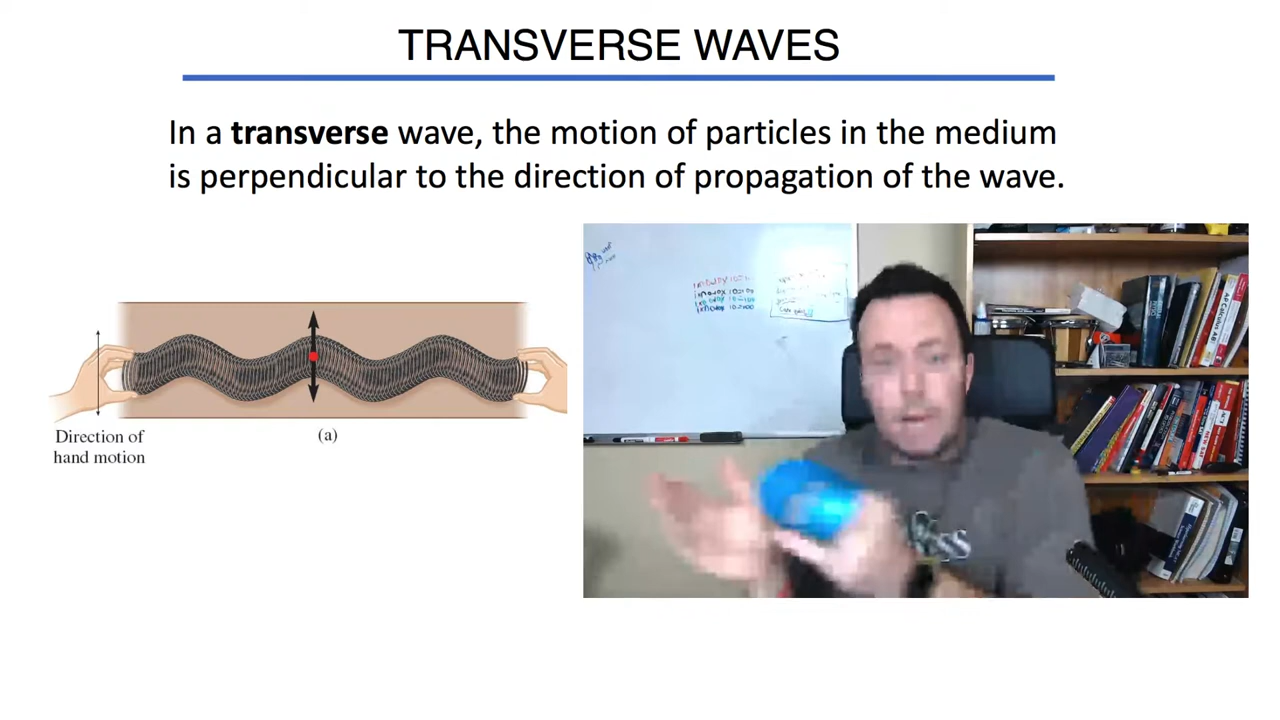 TRANSVERSE WAVES
In a transverse wave, the motion of particles in the medium
is perpendicular to the direction of propagation of the wave.
Direction of
hand motion
(a)